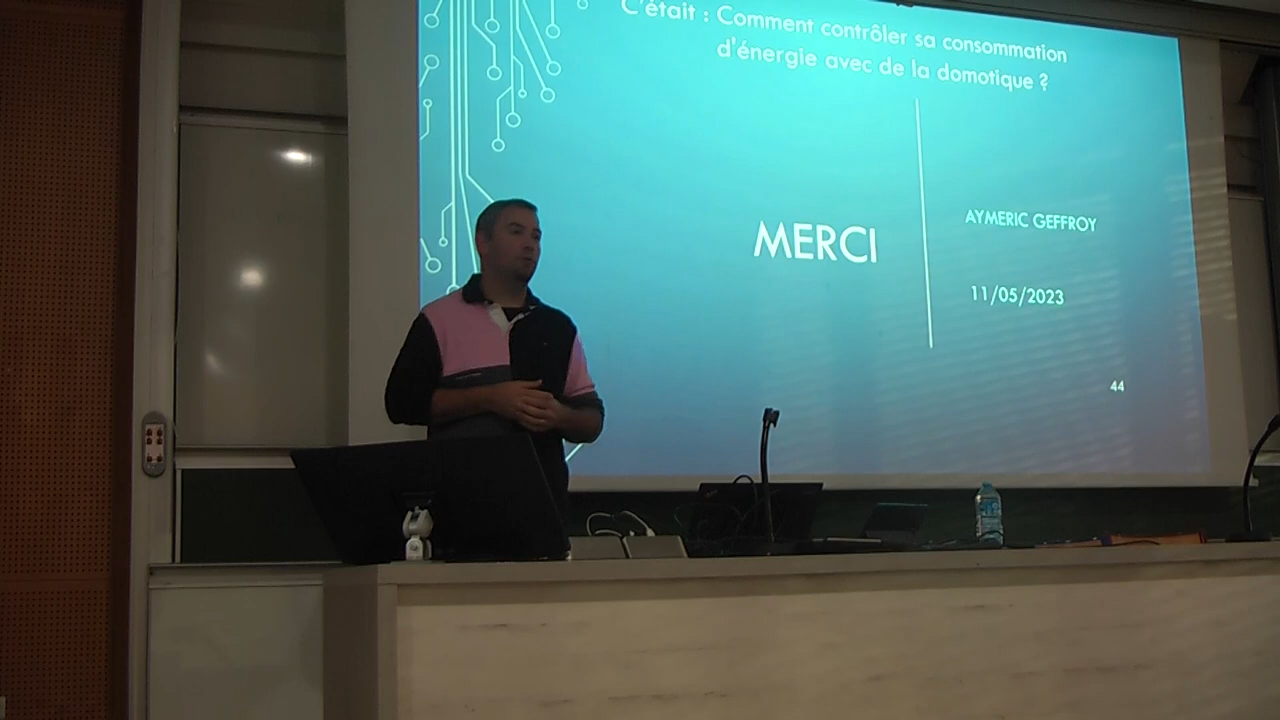 C'était : Comment contrôler sa consommation
d'énergie avec de la domotique ?
MERCI
AYMERIC GEFFROY
11/05/2023
44